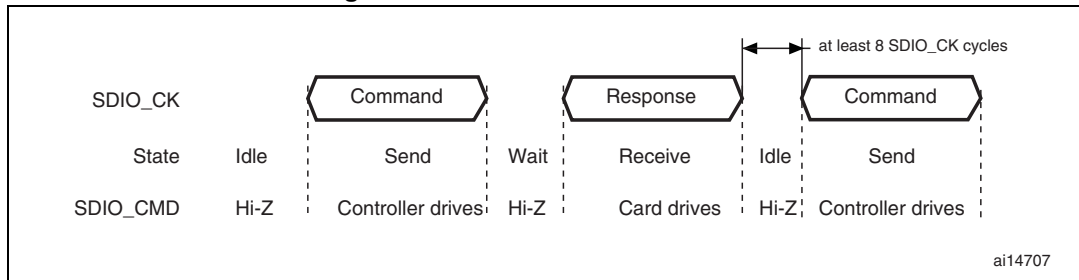 at least 8 SDIO_CK cycles
SDIO_CK Command Response Command
State Idle Send Wait Receive Idle Send
SDIO_CMD Hi-Z Controller drives Hi-Z Card drives Hi-Z Controller drives
ai14707